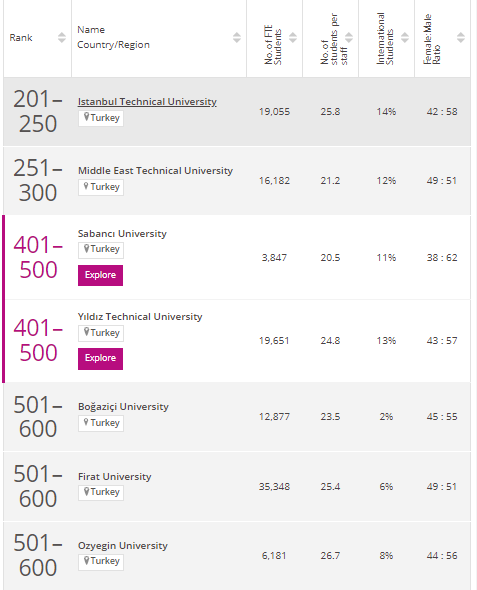 Rank
Name
Country/Region
No. of FTE
Students
No. of
students per
staff
International
Students
Female:Male
Ratio
201–
250
Istanbul Technical University
Turkey
19,055
25.8
14%
42 : 58
251–
300
Middle East Technical University
Turkey
16,182
21.2
12%
49 : 51
401–
500
Sabancı University
Turkey
Explore
3,847
20.5
11%
38 : 62
401–
500
Yıldız Technical University
Turkey
Explore
19,651
24.8
13%
43 : 57
501–
600
Boğaziçi University
Turkey
12,877
23.5
2%
45 : 55
501–
600
Firat University
Turkey
35,348
25.4
6%
49 : 51
501–
600
Ozyegin University
Turkey
6,181
26.7
8%
44 : 56